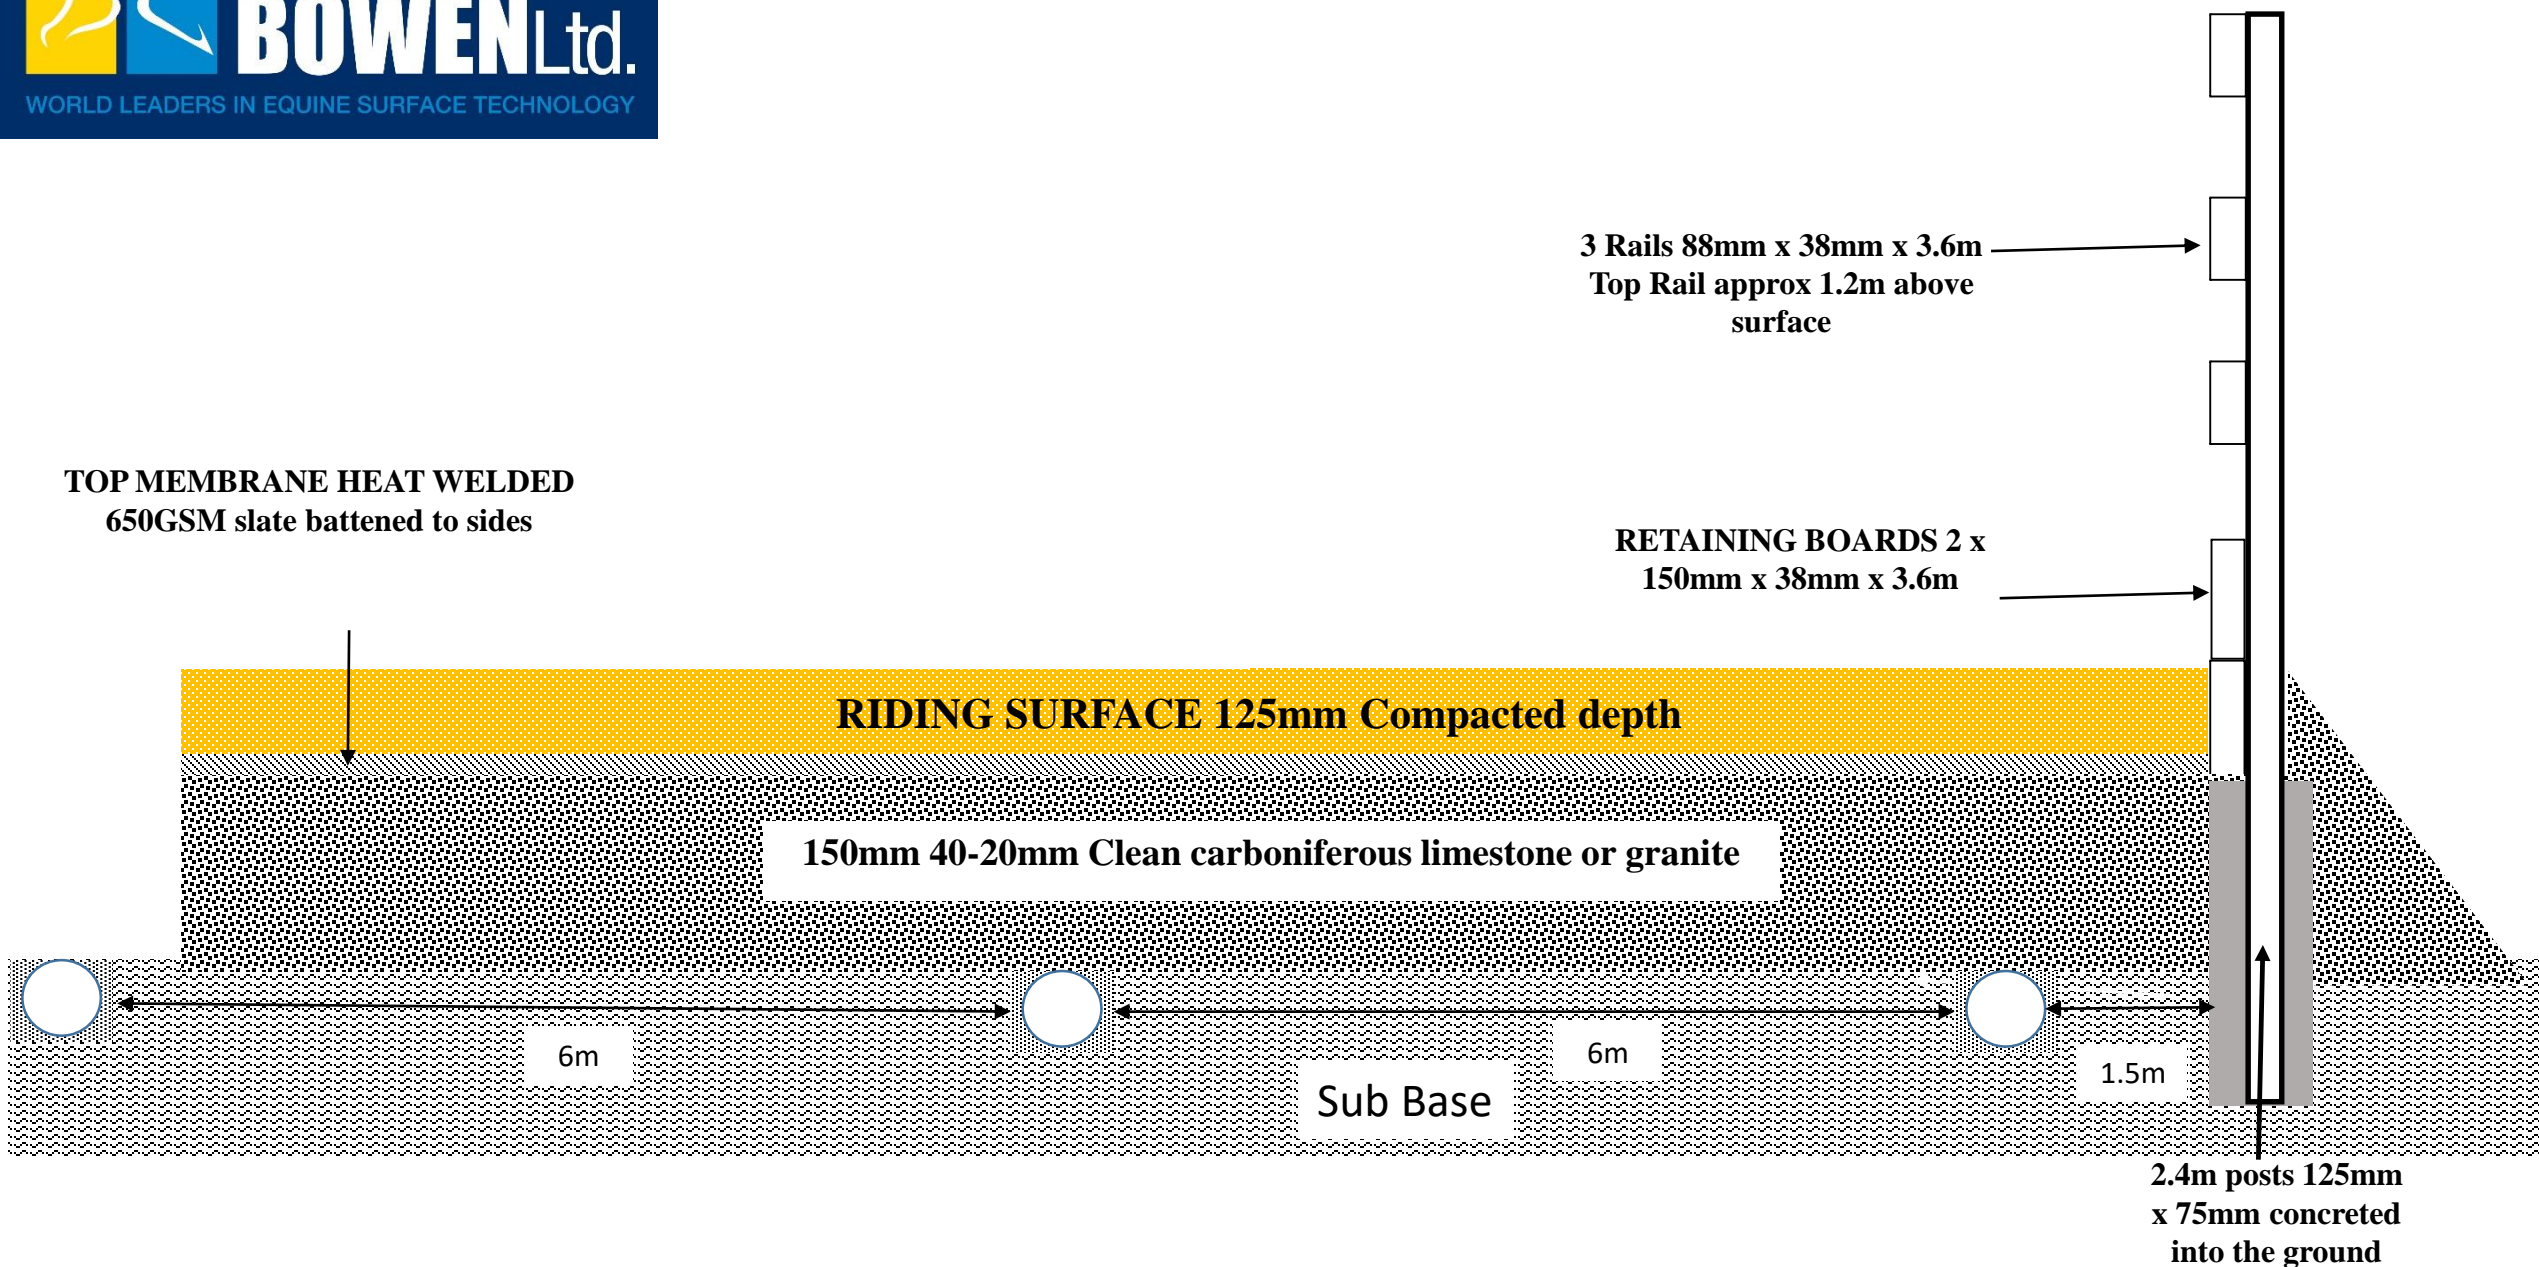 BOWEN Ltd.
WORLD LEADERS IN EQUINE SURFACE TECHNOLOGY
3 Rails 88mm x 38mm x 3.6m
Top Rail approx 1.2m above
surface
TOP MEMBRANE HEAT WELDED
650GSM slate battened to sides
RETAINING BOARDS 2 x
150mm x 38mm x 3.6m
RIDING SURFACE 125mm Compacted depth
150mm 40-20mm Clean carboniferous limestone or granite
6m
6m
1.5m
Sub Base
2.4m posts 125mm
x 75mm concreted
into the ground